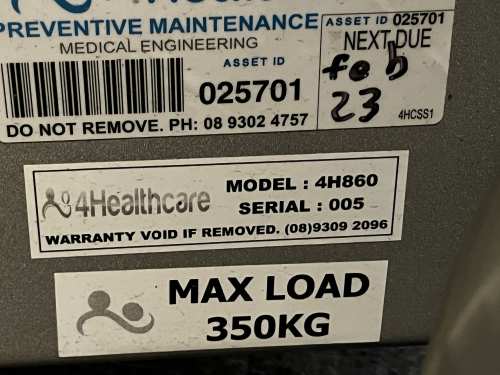 PREVENTIVE MAINTENANCE
MEDICAL ENGINEERING
ASSET ID
025701
DO NOT REMOVE. PH: 08 9302 4757
ASSET ID 025701
NEXT DUE
feb
23
4HCSS1
4Healthcare
MODEL : 4H860
SERIAL : 005
WARRANTY VOID IF REMOVED. (08)9309 2096
MAX LOAD
350KG